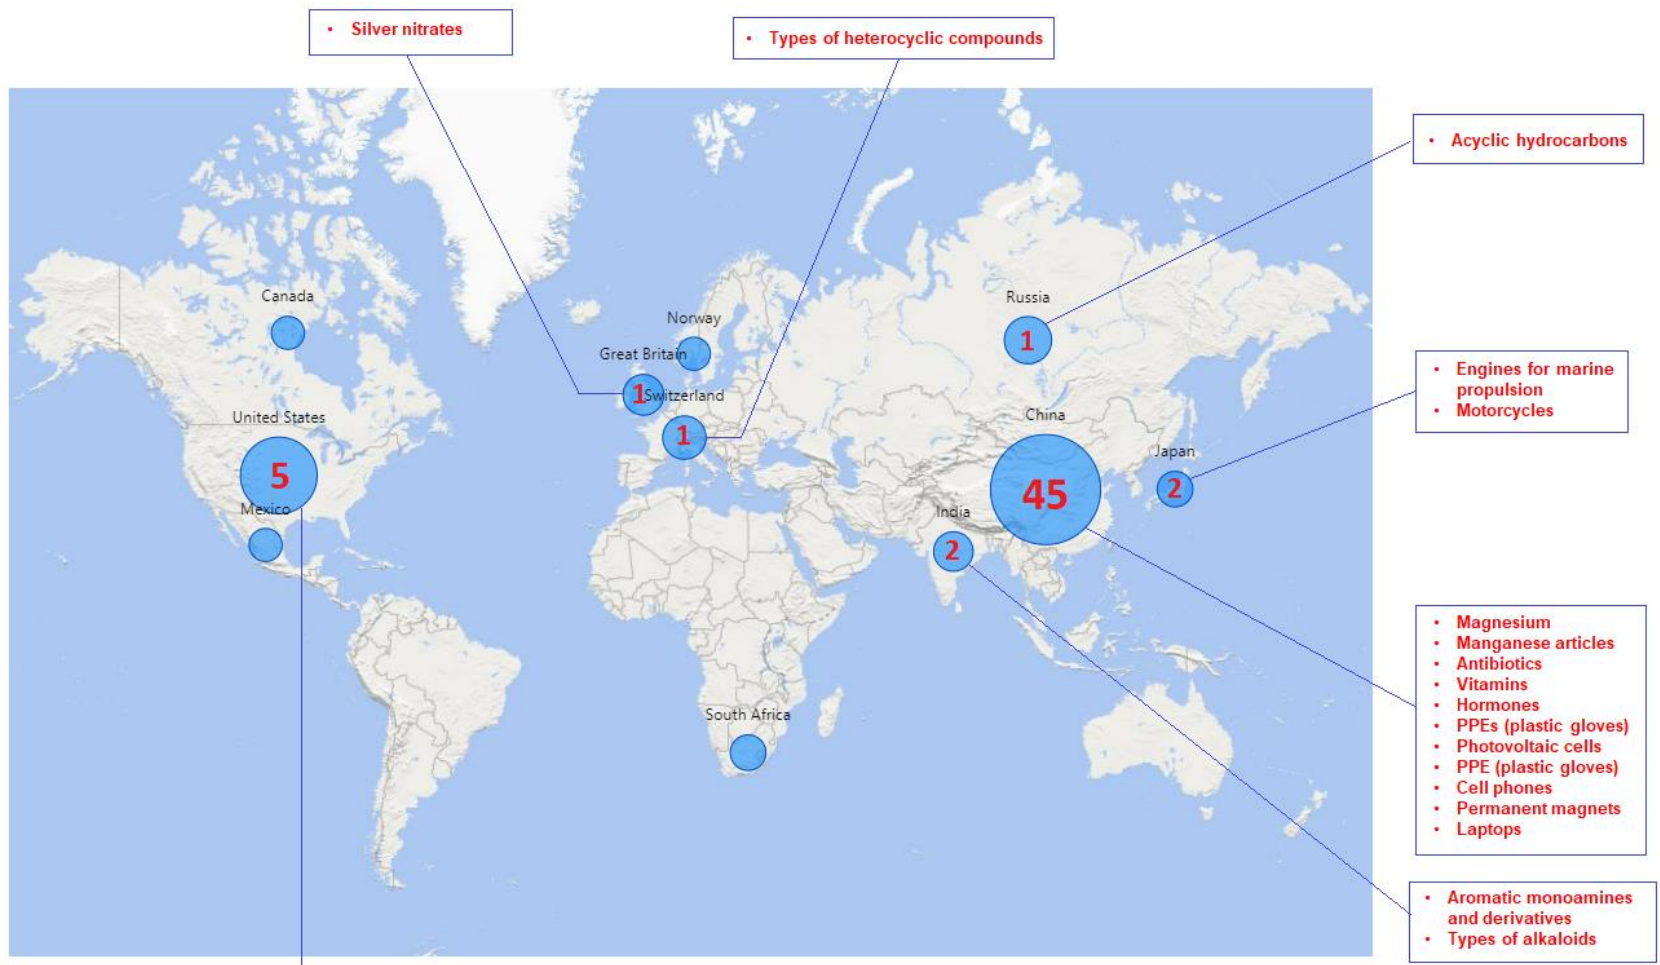 • Silver nitrates
• Types of heterocyclic compounds
• Acyclic hydrocarbons
Canada
Norway
Russia
1
Great Britain
1
Switzerland
1
United States
5
Mexico
China
45
Japan
2
India
2
South Africa
• Engines for marine
propulsion
• Motorcycles
• Magnesium
• Manganese articles
• Antibiotics
• Vitamins
• Hormones
• PPEs (plastic gloves)
• Photovoltaic cells
• PPE (plastic gloves)
• Cell phones
• Permanent magnets
• Laptops
• Aromatic monoamines
and derivatives
• Types of alkaloids